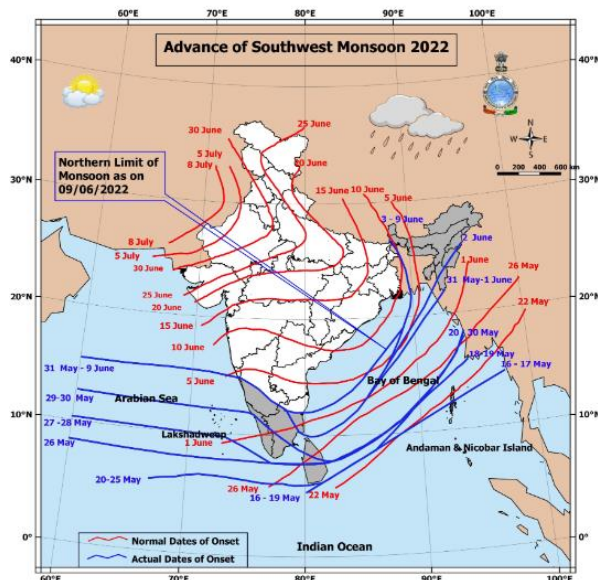 60°E
70°E
80°E
90°E
100°E
Advance of Southwest Monsoon 2022
40°N
40°N
30 June
25 June
5 July
8 July
20 June
Northern Limit of
Monsoon as on
09/06/2022
N
W E
S
0 200 400 600 km
30°N
30°N
15 June
10 June
5 June
3 - 9 June
2 June
8 July
5 July
30 June
1 June
26 May
31 May-1 June
22 May
25 June
20 June
20°N
20°N
15 June
20 - 30 May
10 June
18-19 May
16 - 17 May
31 May - 9 June
5 June
Bay of Bengal
29-30 May
Arabian Sea
10°N
10°N
27 -28 May
Lakshadweep
26 May
1 June
Andaman & Nicobar Island
20-25 May
26 May
16 - 19 May
22 May
0°
0°
Normal Dates of Onset
Actual Dates of Onset
Indian Ocean
60°E
70°E
80°E
90°E